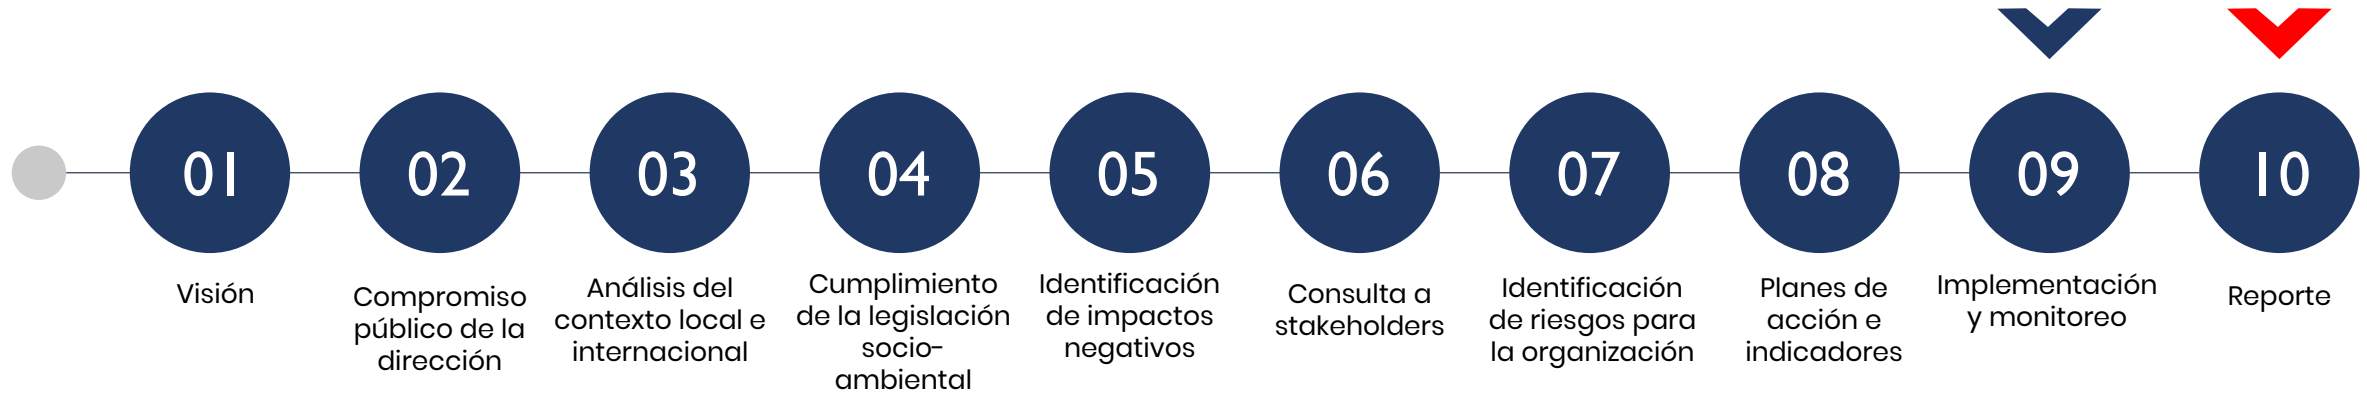 01
Visión
02
Compromiso
público de la
dirección
03
Análisis del
contexto local e
internacional
04
Cumplimiento
de la legislación
socio-
ambiental
05
Identificación
de impactos
negativos
06
Consulta a
stakeholders
07
Identificación
de riesgos para
la organización
08
Planes de
acción e
indicadores
09
Implementación
y monitoreo
10
Reporte